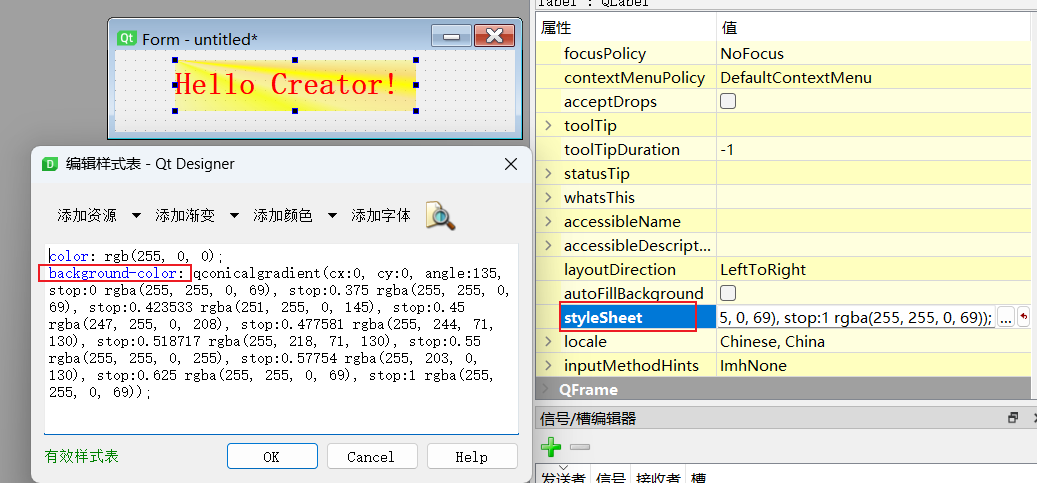 Form - untitled*
Hello Creator!
编辑样式表 - Qt Designer
添加资源 添加渐变 添加颜色 添加字体
color: rgb(255, 0, 0);
background-color: qconicalgradient(cx:0, cy:0, angle:135,
stop:0 rgba(255, 255, 0, 69), stop:0.375 rgba(255, 255, 0,
69), stop:0.423533 rgba(251, 255, 0, 145), stop:0.45
rgba(247, 255, 0, 208), stop:0.477581 rgba(255, 244, 71,
130), stop:0.518717 rgba(255, 218, 71, 130), stop:0.55
rgba(255, 255, 0, 255), stop:0.57754 rgba(255, 203, 0,
130), stop:0.625 rgba(255, 255, 0, 69), stop:1 rgba(255,
255, 0, 69));
有效样式表
OK Cancel Help
label : QLabel
属性 值
focusPolicy NoFocus
contextMenuPolicy DefaultContextMenu
acceptDrops
toolTip
toolTipDuration -1
statusTip
whatsThis
accessibleName
accessibleDescript...
layoutDirection LeftToRight
autoFillBackground
styleSheet 5, 0, 69), stop:1 rgba(255, 255, 0, 69)); ...
locale Chinese, China
inputMethodHints ImhNone
QFrame
信号/槽编辑器
发送者 信号 接收者 槽